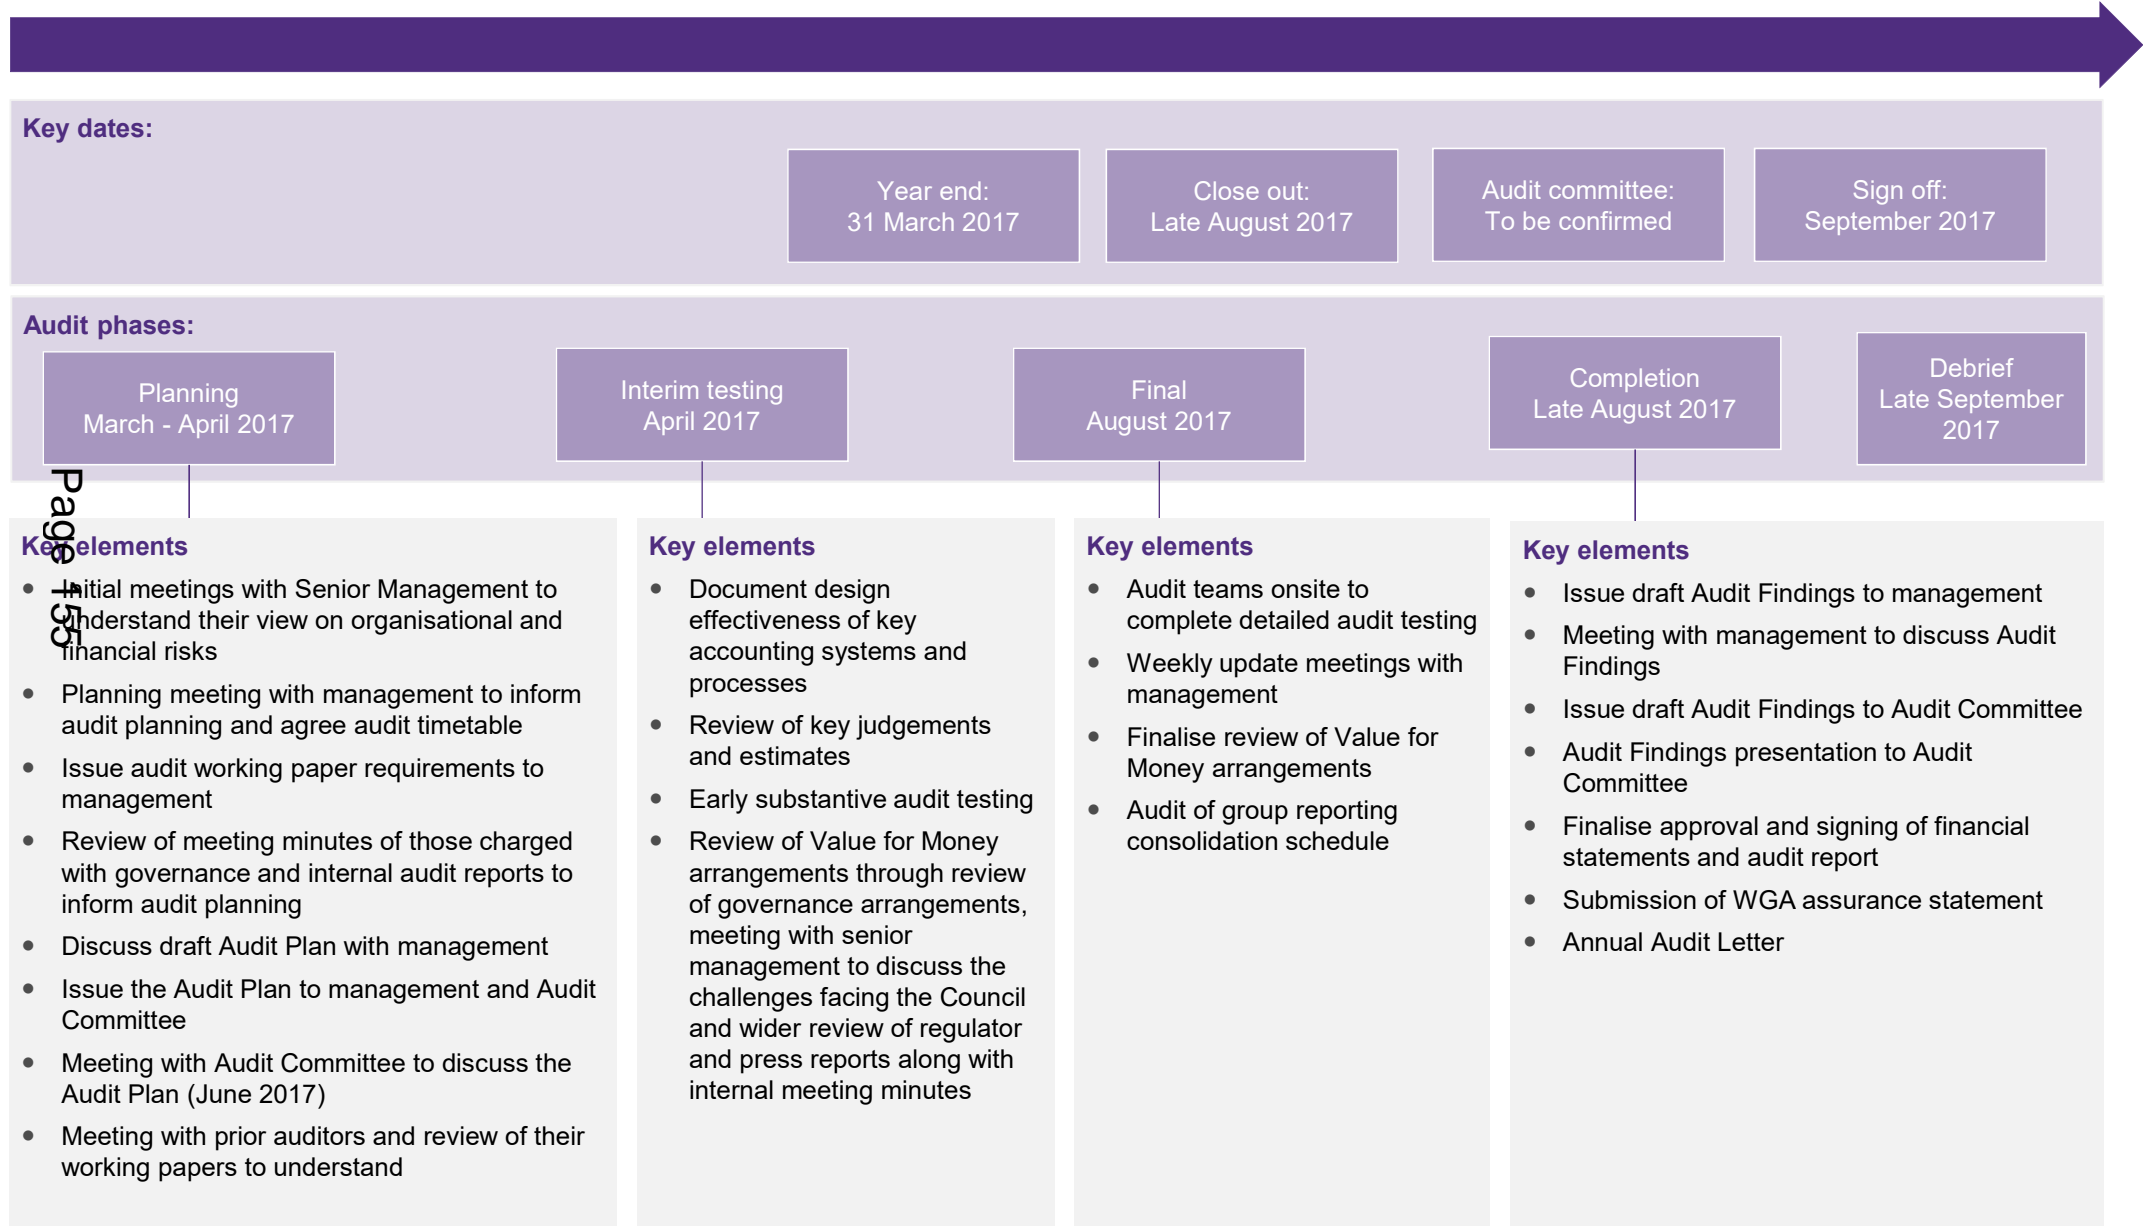 Key dates:
Year end:
31 March 2017
Close out:
Late August 2017
Audit committee:
To be confirmed
Sign off:
September 2017
Audit phases:
Planning
March - April 2017
Interim testing
April 2017
Final
August 2017
Completion
Late August 2017
Debrief
Late September
2017
Page 155
Key elements
• Initial meetings with Senior Management to
understand their view on organisational and
financial risks
• Planning meeting with management to inform
audit planning and agree audit timetable
• Issue audit working paper requirements to
management
• Review of meeting minutes of those charged
with governance and internal audit reports to
inform audit planning
• Discuss draft Audit Plan with management
• Issue the Audit Plan to management and Audit
Committee
• Meeting with Audit Committee to discuss the
Audit Plan (June 2017)
• Meeting with prior auditors and review of their
working papers to understand
Key elements
• Document design
effectiveness of key
accounting systems and
processes
• Review of key judgements
and estimates
• Early substantive audit testing
• Review of Value for Money
arrangements through review
of governance arrangements,
meeting with senior
management to discuss the
challenges facing the Council
and wider review of regulator
and press reports along with
internal meeting minutes
Key elements
• Audit teams onsite to
complete detailed audit testing
• Weekly update meetings with
management
• Finalise review of Value for
Money arrangements
• Audit of group reporting
consolidation schedule
Key elements
• Issue draft Audit Findings to management
• Meeting with management to discuss Audit
Findings
• Issue draft Audit Findings to Audit Committee
• Audit Findings presentation to Audit
Committee
• Finalise approval and signing of financial
statements and audit report
• Submission of WGA assurance statement
• Annual Audit Letter